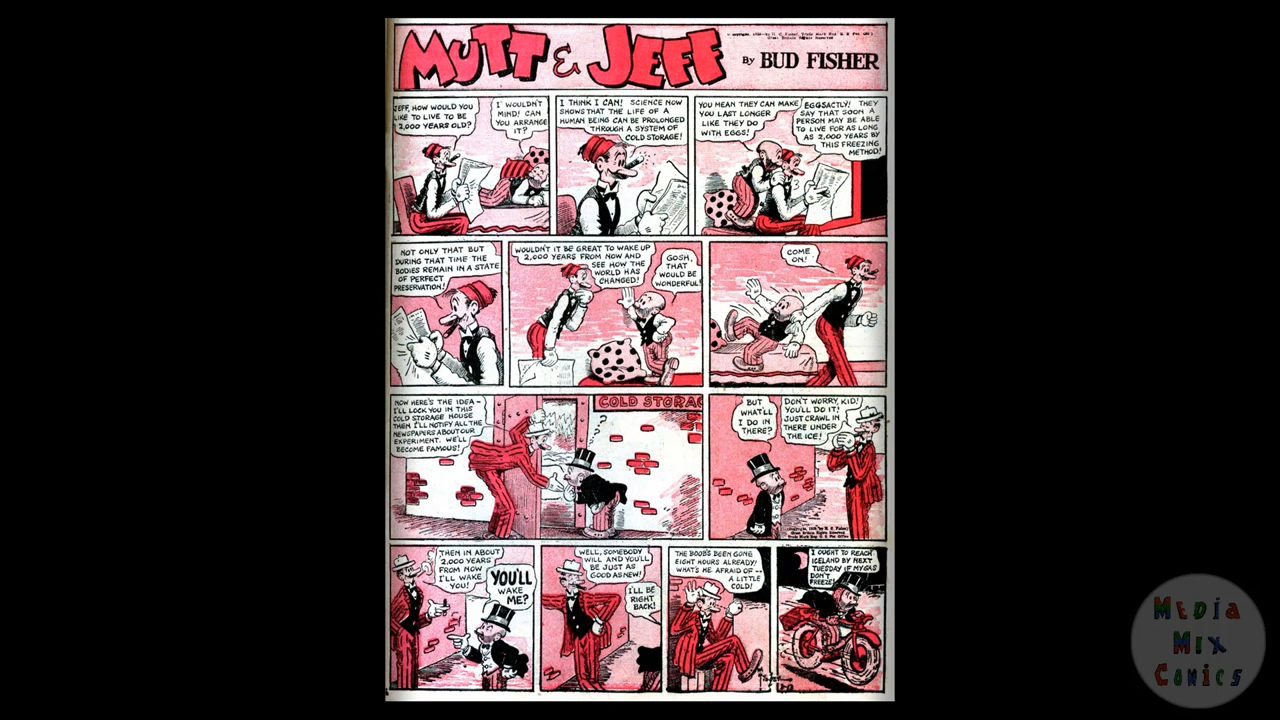 MUTT & JEFF
BY BUD FISHER
JEFF, HOW WOULD YOU
LIKE TO LIVE TO BE
2,000 YEARS OLD?
I WOULDN'T
MIND! CAN
YOU ARRANGE
IT?
I THINK I CAN! SCIENCE NOW
SHOWS THAT THE LIFE OF A
HUMAN BEING CAN BE PROLONGED
THROUGH A SYSTEM OF
COLD STORAGE!
YOU MEAN THEY CAN MAKE
YOU LAST LONGER
LIKE THEY DO
WITH EGGS!
EGGSACTLY! THEY
SAY THAT SOON A
PERSON MAY BE ABLE
TO LIVE FOR AS LONG
AS 2,000 YEARS BY
THIS FREEZING
METHOD!
NOT ONLY THAT BUT
DURING THAT TIME THE
BODIES REMAIN IN A STATE
OF PERFECT
PRESERVATION!
WOULDN'T IT BE GREAT TO WAKE UP
2,000 YEARS FROM NOW AND
SEE HOW THE
WORLD HAS
CHANGED!
GOSH,
THAT
WOULD BE
WONDERFUL!
COME
ON!
NOW HERE'S THE IDEA-
I'LL LOCK YOU IN THIS
COLD STORAGE HOUSE
THEN I'LL NOTIFY ALL THE
NEWSPAPERS ABOUT OUR
EXPERIMENT. WE'LL
BECOME FAMOUS!
COLD STORAG
?
BUT
WHAT'LL
I DO IN
THERE?
DON'T WORRY, KID!
YOU'LL DO IT!
JUST CRAWL IN
THERE UNDER
THE ICE!
THEN IN ABOUT
2,000 YEARS
FROM NOW
I'LL WAKE
YOU!
YOU'LL
WAKE
ME?
WELL, SOMEBODY
WILL AND YOU'LL
BE JUST AS
GOOD AS NEW!
I'LL BE
RIGHT
BACK!
THE BOOB'S BEEN GONE
EIGHT HOURS ALREADY!
WHAT'S HE AFRAID OF --
A LITTLE
COLD!
I OUGHT TO REACH
ICELAND BY NEXT
TUESDAY IF MY GAS
DON'T
FREEZE!
MEDIA
MIX
COMICS